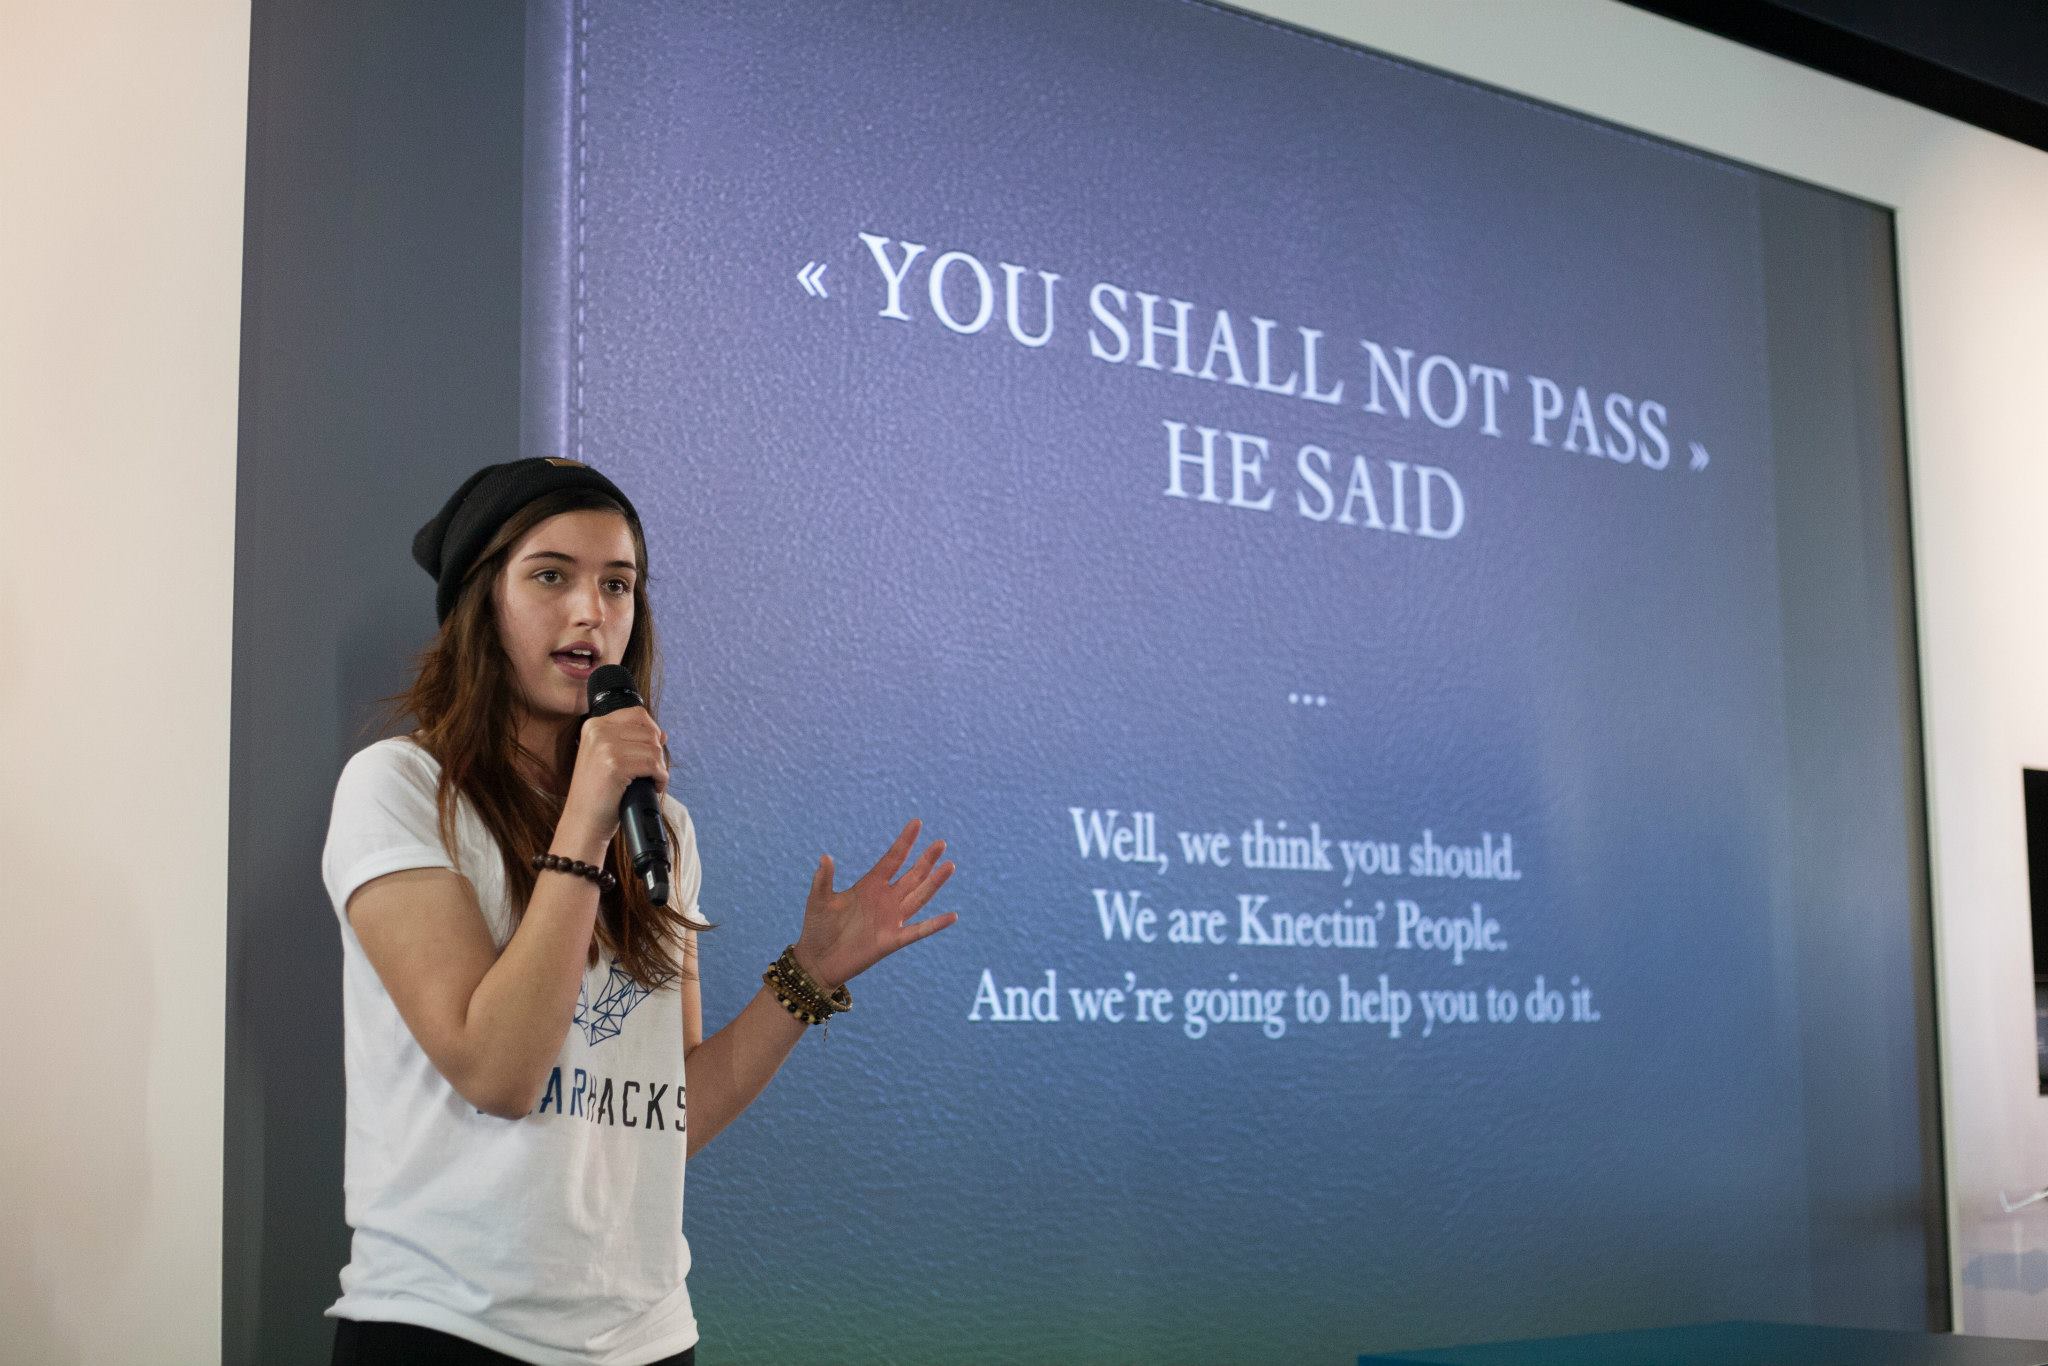 « YOU SHALL NOT PASS »
HE SAID
...
Well, we think you should.
We are Knectin' People.
And we're going to help you to do it.